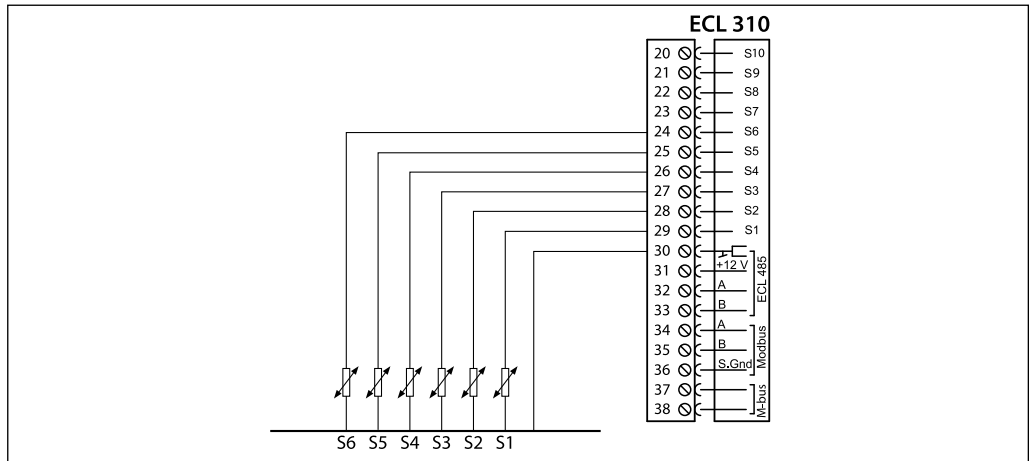 ECL 310
20 S10
21 S9
22 S8
23 S7
24 S6
25 S5
26 S4
27 S3
28 S2
29 S1
30
31 +12 V
32 A
33 B
ECL 485
34 A
35 B
36 S.Gnd
Modbus
37
38
M-bus
S6 S5 S4 S3 S2 S1